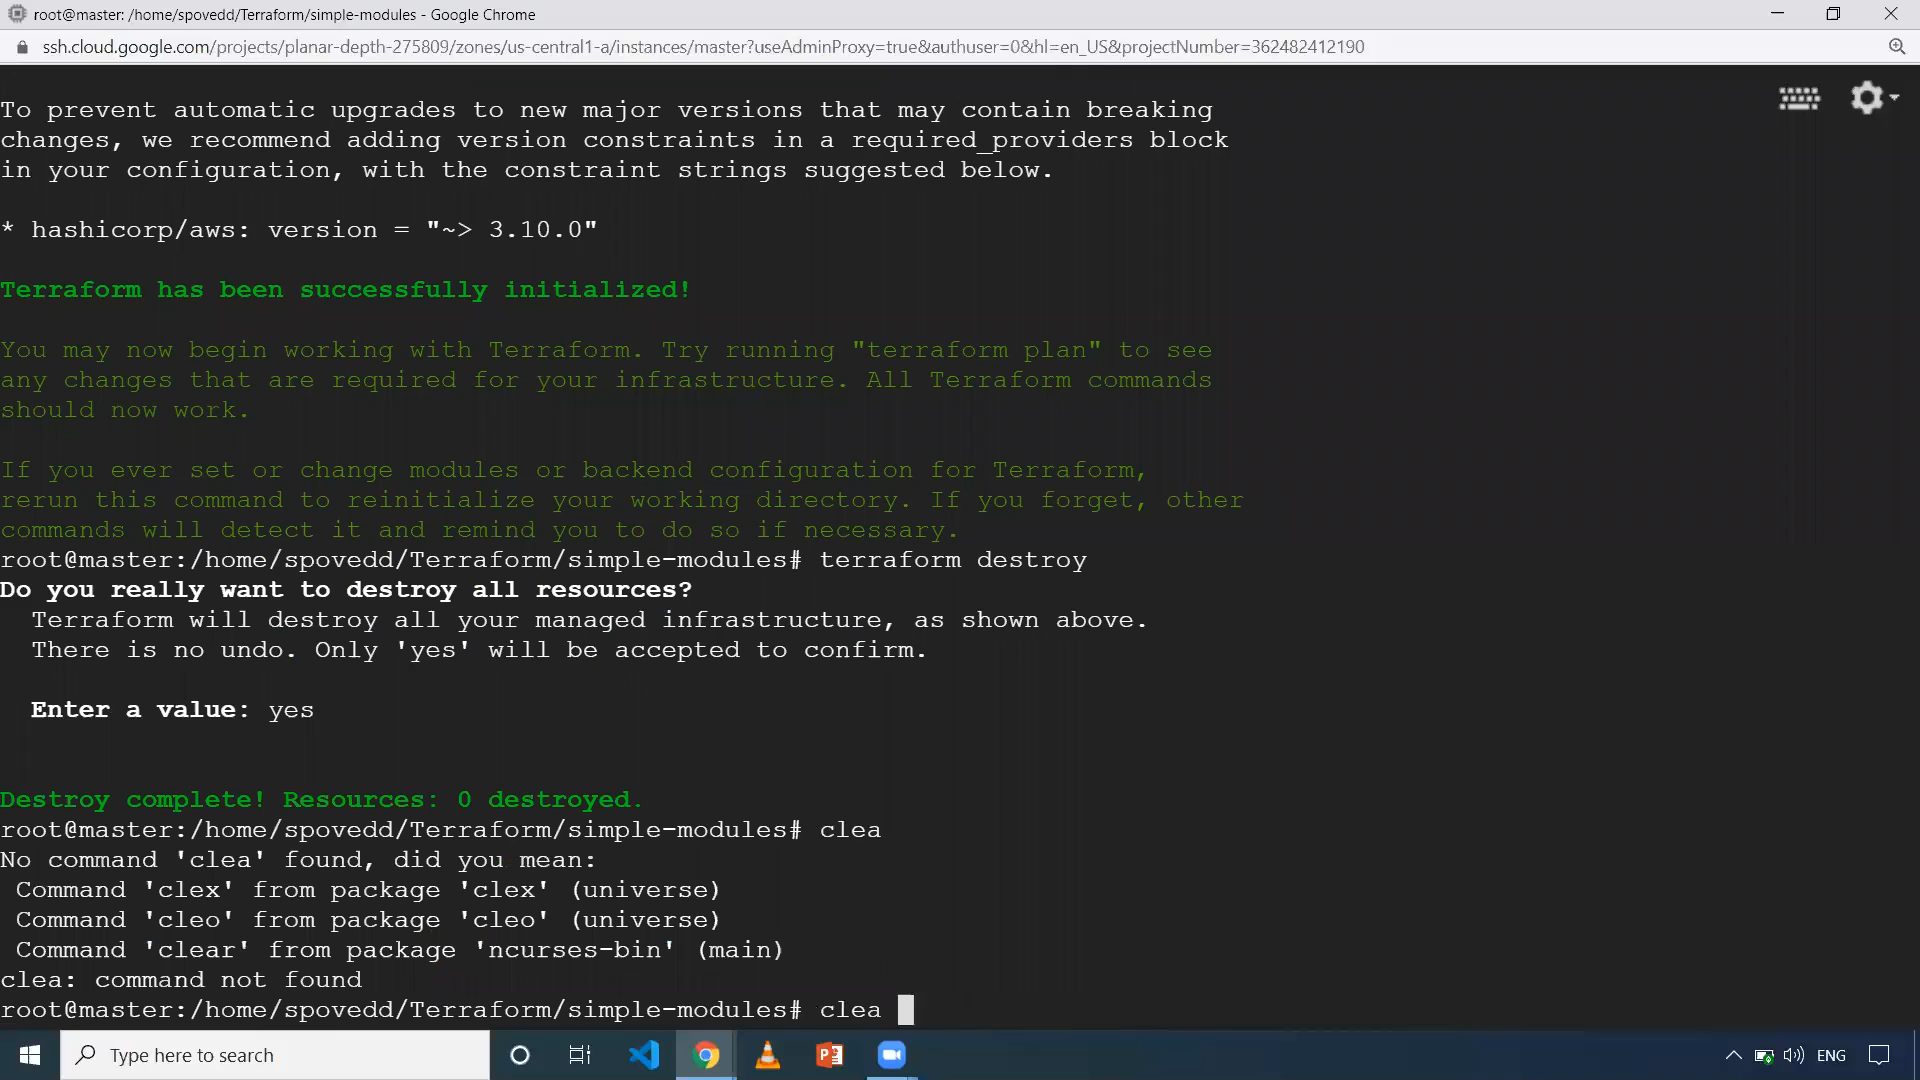 root@master: /home/spovedd/Terraform/simple-modules - Google Chrome
ssh.cloud.google.com/projects/planar-depth-275809/zones/us-central1-a/instances/master?useAdminProxy=true&authuser=0&hl=en_US&projectNumber=362482412190
To prevent automatic upgrades to new major versions that may contain breaking
changes, we recommend adding version constraints in a required_providers block
in your configuration, with the constraint strings suggested below.
* hashicorp/aws: version = "~> 3.10.0"
Terraform has been successfully initialized!
You may now begin working with Terraform. Try running "terraform plan" to see
any changes that are required for your infrastructure. All Terraform commands
should now work.
If you ever set or change modules or backend configuration for Terraform,
rerun this command to reinitialize your working directory. If you forget, other
commands will detect it and remind you to do so if necessary.
root@master:/home/spovedd/Terraform/simple-modules# terraform destroy
Do you really want to destroy all resources?
Terraform will destroy all your managed infrastructure, as shown above.
There is no undo. Only 'yes' will be accepted to confirm.
Enter a value: yes
Destroy complete! Resources: 0 destroyed.
root@master:/home/spovedd/Terraform/simple-modules# clea
No command 'clea' found, did you mean:
Command 'clex' from package 'clex' (universe)
Command 'cleo' from package 'cleo' (universe)
Command 'clear' from package 'ncurses-bin' (main)
clea: command not found
root@master:/home/spovedd/Terraform/simple-modules# clea
Type here to search
ENG